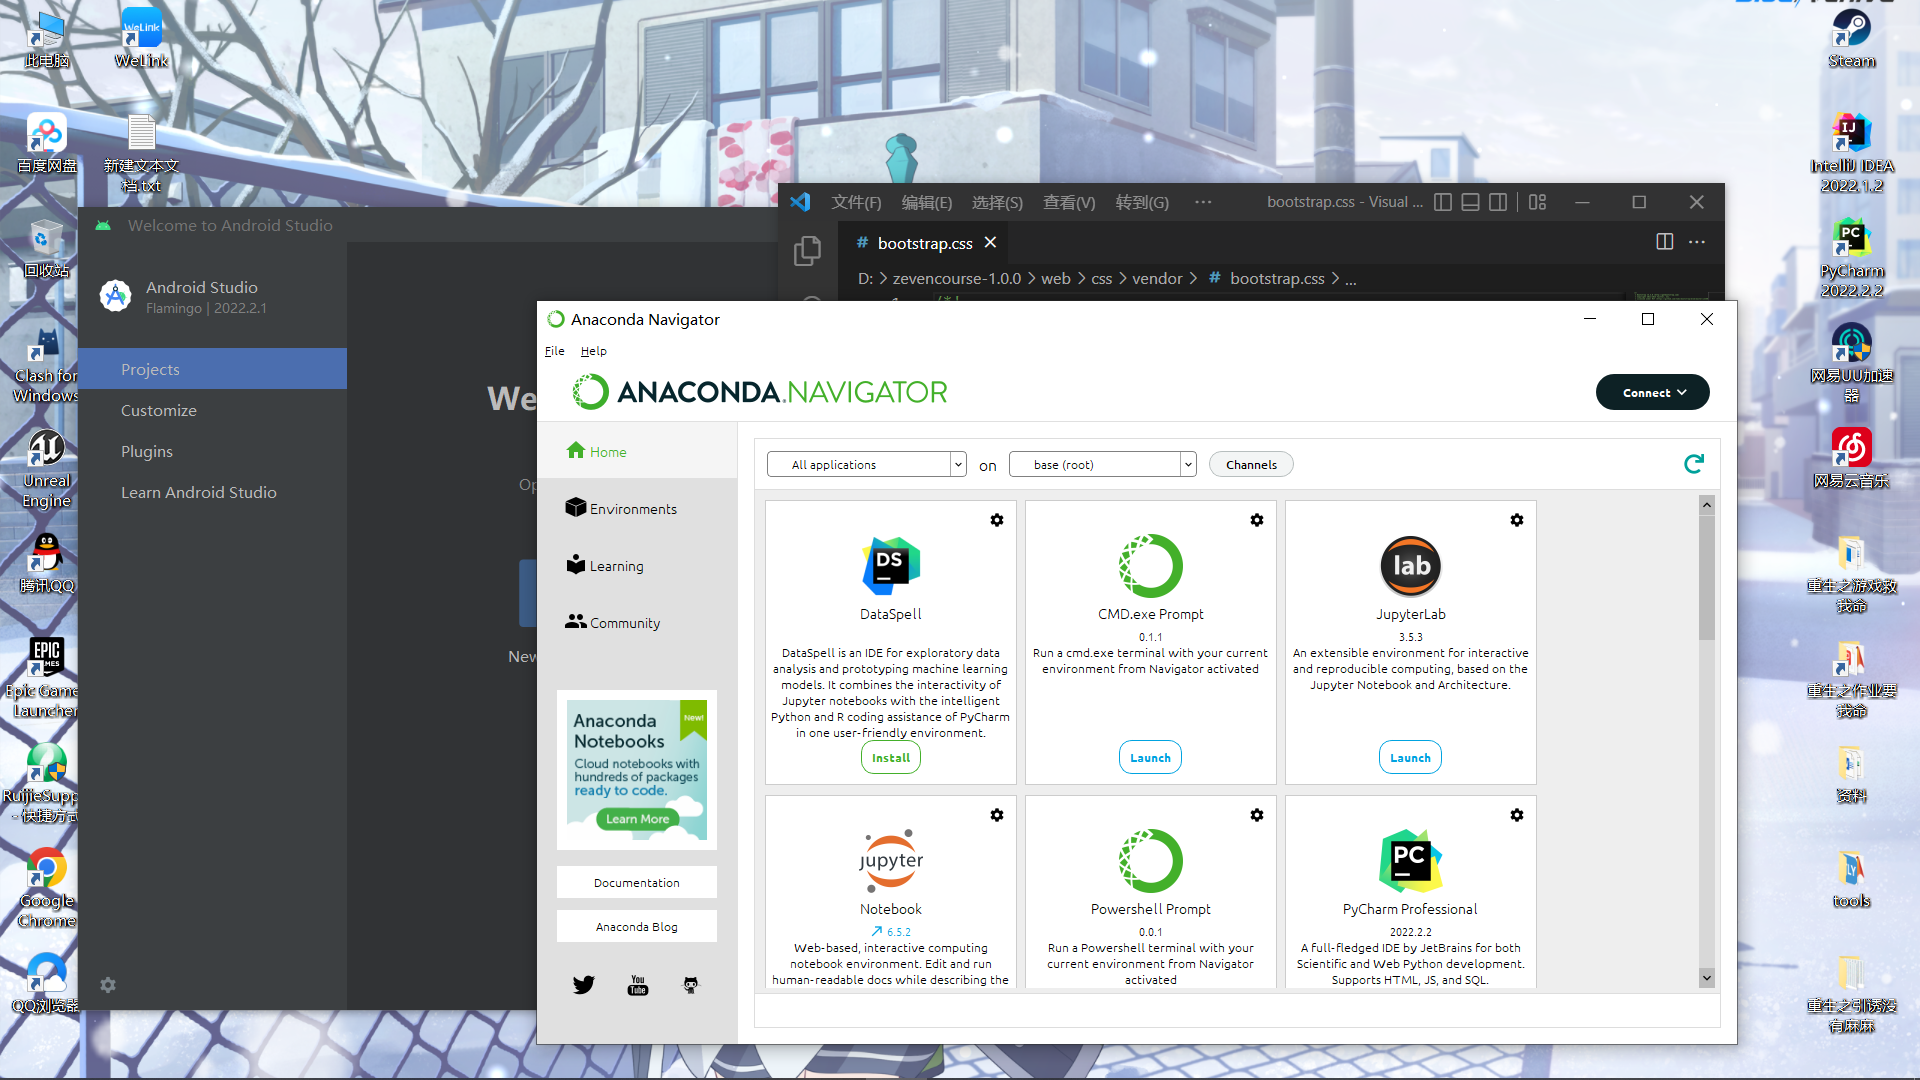 此电脑
WeLink
WeLink
百度网盘
新建文本文
档.txt
回收站
Clash for
Windows
Unreal
Engine
腾讯QQ
EPIC
GAMES
Epic Game
Launcher
RuijieSupp
- 快捷方式
Google
Chrome
QQ浏览器
Welcome to Android Studio
Android Studio
Flamingo | 2022.2.1
Projects
Customize
Plugins
Learn Android Studio
We
Op
New
文件(F) 编辑(E) 选择(S) 查看(V) 转到(G) ··· bootstrap.css - Visual ...
# bootstrap.css
D: > zevencourse-1.0.0 > web > css > vendor > # bootstrap.css > ...
Anaconda Navigator
File Help
ANACONDA.NAVIGATOR
Connect
Home
Environments
Learning
Community
Anaconda
Notebooks
New!
Cloud notebooks with
hundreds of packages
ready to code.
Learn More
Documentation
Anaconda Blog
You
Tube
All applications on base (root) Channels
DS
DataSpell
DataSpell is an IDE for exploratory data
analysis and prototyping machine learning
models. It combines the interactivity of
Jupyter notebooks with the intelligent
Python and R coding assistance of PyCharm
in one user-friendly environment.
Install
CMD.exe Prompt
0.1.1
Run a cmd.exe terminal with your current
environment from Navigator activated
Launch
lab
JupyterLab
3.5.3
An extensible environment for interactive
and reproducible computing, based on the
Jupyter Notebook and Architecture.
Launch
jupyter
Notebook
6.5.2
Web-based, interactive computing
notebook environment. Edit and run
human-readable docs while describing the
Powershell Prompt
0.0.1
Run a Powershell terminal with your
current environment from Navigator
activated
PC
PyCharm Professional
2022.2.2
A full-fledged IDE by JetBrains for both
Scientific and Web Python development.
Supports HTML, JS, and SQL.
Steam
IJ
IntelliJ IDEA
2022.1.2
PC
PyCharm
2022.2.2
网易UU加速
器
网易云音乐
重生之游戏救
我命
重生之作业要
我命
资料
tools
重生之引诱没
有麻麻